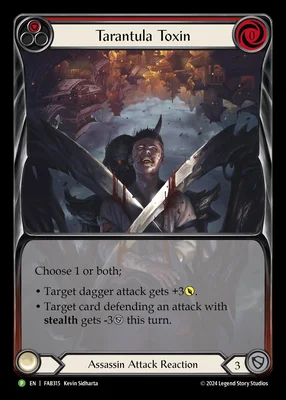 Tarantula Toxin
0
Choose 1 or both;
• Target dagger attack gets +3.
• Target card defending an attack with
stealth gets -3 this turn.
Assassin Attack Reaction
3
P EN | FAB315 Kevin Sidharta
©2024 Legend Story Studios